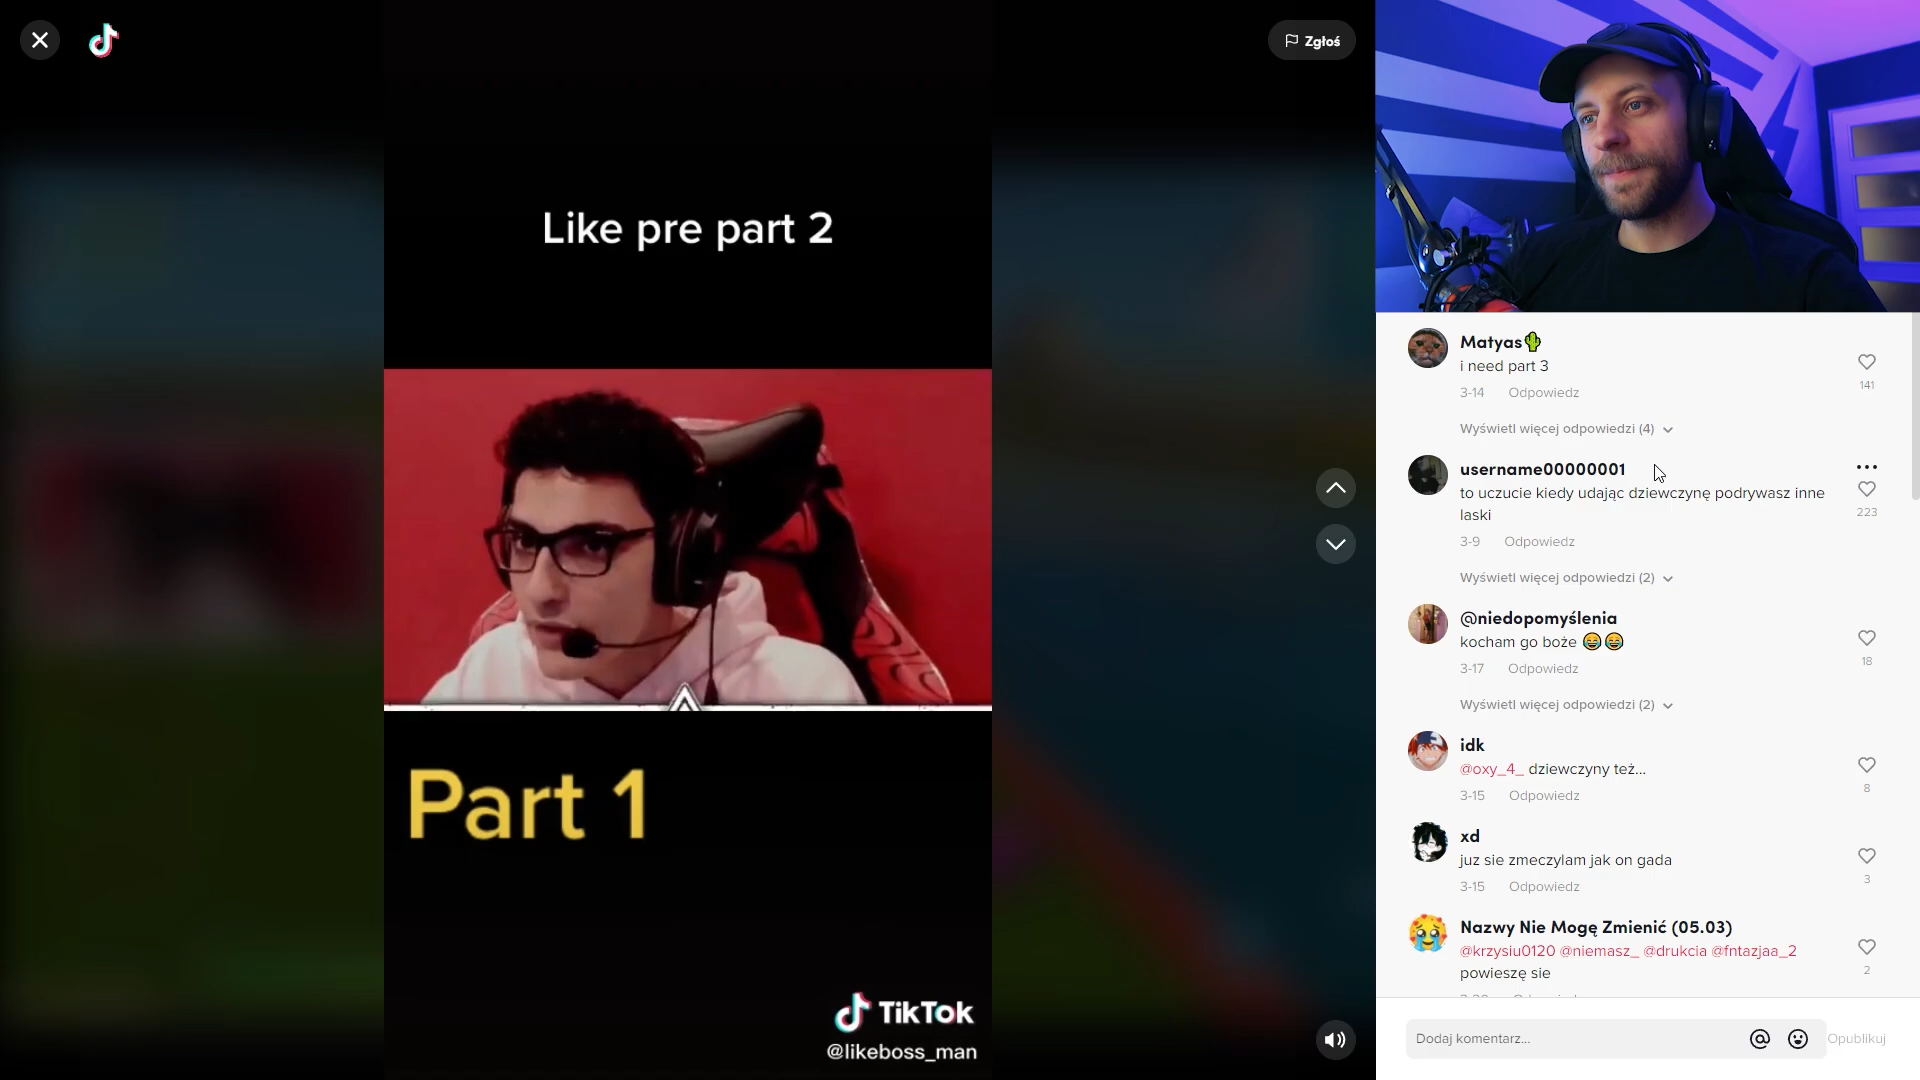 Zgłoś
Like pre part 2
Part 1
TikTok
@likeboss_man
Matyas🌵
i need part 3
3-14 Odpowiedz
141
Wyświetl więcej odpowiedzi (4)
username00000001
to uczucie kiedy udając dziewczynę podrywasz inne
laski
223
3-9 Odpowiedz
Wyświetl więcej odpowiedzi (2)
@niedopomyślenia
kocham go boże 😂😂
18
3-17 Odpowiedz
Wyświetl więcej odpowiedzi (2)
idk
@oxy_4_ dziewczyny też...
8
3-15 Odpowiedz
xd
juz sie zmeczylam jak on gada
3
3-15 Odpowiedz
Nazwy Nie Mogę Zmienić (05.03)
@krzysiu0120 @niemasz_ @drukcia @fntazjaa_2
powieszę sie
2
Dodaj komentarz...
Opublikuj